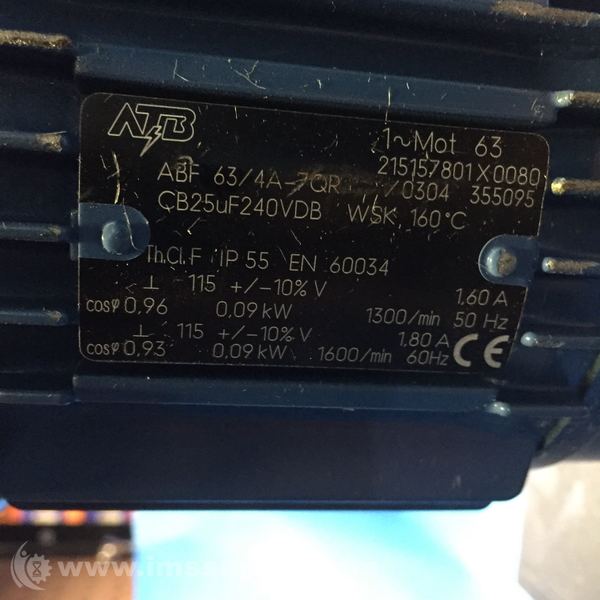 ATB
1~Mot 63
215157801X0080
ABF 63/4A-7QR /0304 355095
CB25uF240VDB WSK 160°C
Th.Cl.F IP 55 EN 60034
⊥ 115 +/-10% V 1.60 A
cosφ 0,96 0,09 kW 1300/min 50 Hz
⊥ 115 +/-10% V 1.80 A
cosφ 0,93 0,09 kW 1600/min 60Hz CE